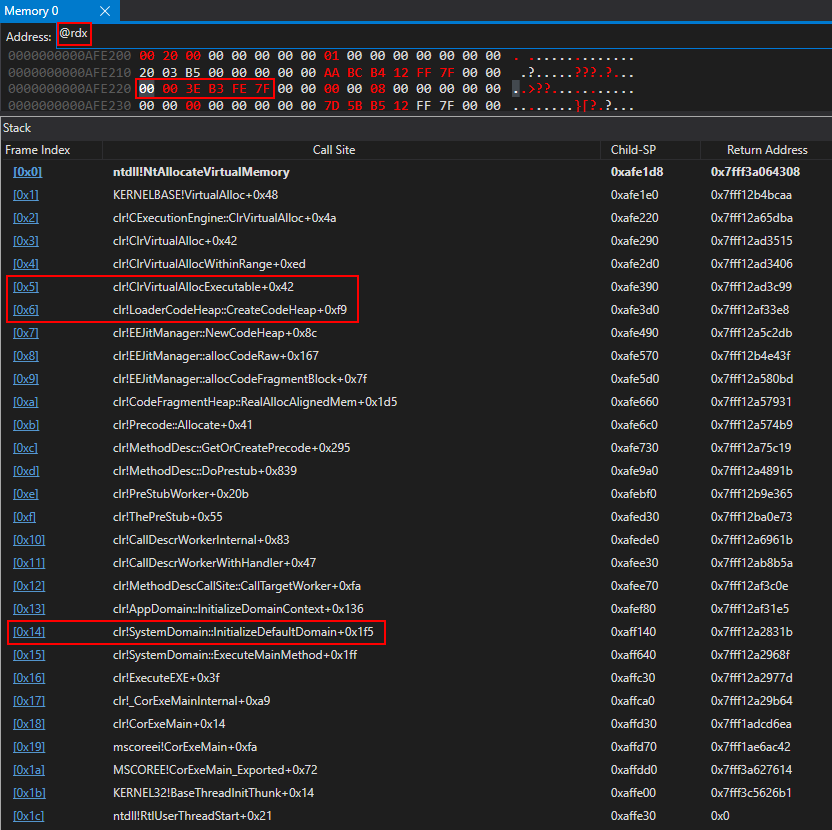 Memory 0
Address: @rdx
0000000000AFE200 00 20 00 00 00 00 00 00 01 00 00 00 00 00 00 00 . ..............
0000000000AFE210 20 03 B5 00 00 00 00 00 AA BC B4 12 FF 7F 00 00 .?.....???.?...
0000000000AFE220 00 00 3E B3 FE 7F 00 00 00 00 08 00 00 00 00 00 ..>??...........
0000000000AFE230 00 00 00 00 00 00 00 00 7D 5B B5 12 FF 7F 00 00 ........}[?.?...
Stack
Frame Index Call Site Child-SP Return Address
[0x0] ntdll!NtAllocateVirtualMemory 0xafe1d8 0x7fff3a064308
[0x1] KERNELBASE!VirtualAlloc+0x48 0xafe1e0 0x7fff12b4bcaa
[0x2] clr!CExecutionEngine::ClrVirtualAlloc+0x4a 0xafe220 0x7fff12a65dba
[0x3] clr!ClrVirtualAlloc+0x42 0xafe290 0x7fff12ad3515
[0x4] clr!ClrVirtualAllocWithinRange+0xed 0xafe2d0 0x7fff12ad3406
[0x5] clr!ClrVirtualAllocExecutable+0x42 0xafe390 0x7fff12ad3c99
[0x6] clr!LoaderCodeHeap::CreateCodeHeap+0xf9 0xafe3d0 0x7fff12af33e8
[0x7] clr!EEJitManager::NewCodeHeap+0x8c 0xafe490 0x7fff12a5c2db
[0x8] clr!EEJitManager::allocCodeRaw+0x167 0xafe570 0x7fff12b4e43f
[0x9] clr!EEJitManager::allocCodeFragmentBlock+0x7f 0xafe5d0 0x7fff12a580bd
[0xa] clr!CodeFragmentHeap::RealAllocAlignedMem+0x1d5 0xafe660 0x7fff12a57931
[0xb] clr!Precode::Allocate+0x41 0xafe6c0 0x7fff12a574b9
[0xc] clr!MethodDesc::GetOrCreatePrecode+0x295 0xafe730 0x7fff12a75c19
[0xd] clr!MethodDesc::DoPrestub+0x839 0xafe9a0 0x7fff12a4891b
[0xe] clr!PreStubWorker+0x20b 0xafebf0 0x7fff12b9e365
[0xf] clr!ThePreStub+0x55 0xafed30 0x7fff12ba0e73
[0x10] clr!CallDescrWorkerInternal+0x83 0xafede0 0x7fff12a6961b
[0x11] clr!CallDescrWorkerWithHandler+0x47 0xafee30 0x7fff12ab8b5a
[0x12] clr!MethodDescCallSite::CallTargetWorker+0xfa 0xafee70 0x7fff12af3c0e
[0x13] clr!AppDomain::InitializeDomainContext+0x136 0xafef80 0x7fff12af31e5
[0x14] clr!SystemDomain::InitializeDefaultDomain+0x1f5 0xaff140 0x7fff12a2831b
[0x15] clr!SystemDomain::ExecuteMainMethod+0x1ff 0xaff640 0x7fff12a2968f
[0x16] clr!ExecuteEXE+0x3f 0xaffc30 0x7fff12a2977d
[0x17] clr!_CorExeMainInternal+0xa9 0xaffca0 0x7fff12a29b64
[0x18] clr!CorExeMain+0x14 0xaffd30 0x7fff1adcd6ea
[0x19] mscoreei!CorExeMain+0xfa 0xaffd70 0x7fff1ae6ac42
[0x1a] MSCOREE!CorExeMain_Exported+0x72 0xaffdd0 0x7fff3a627614
[0x1b] KERNEL32!BaseThreadInitThunk+0x14 0xaffe00 0x7fff3c5626b1
[0x1c] ntdll!RtlUserThreadStart+0x21 0xaffe30 0x0